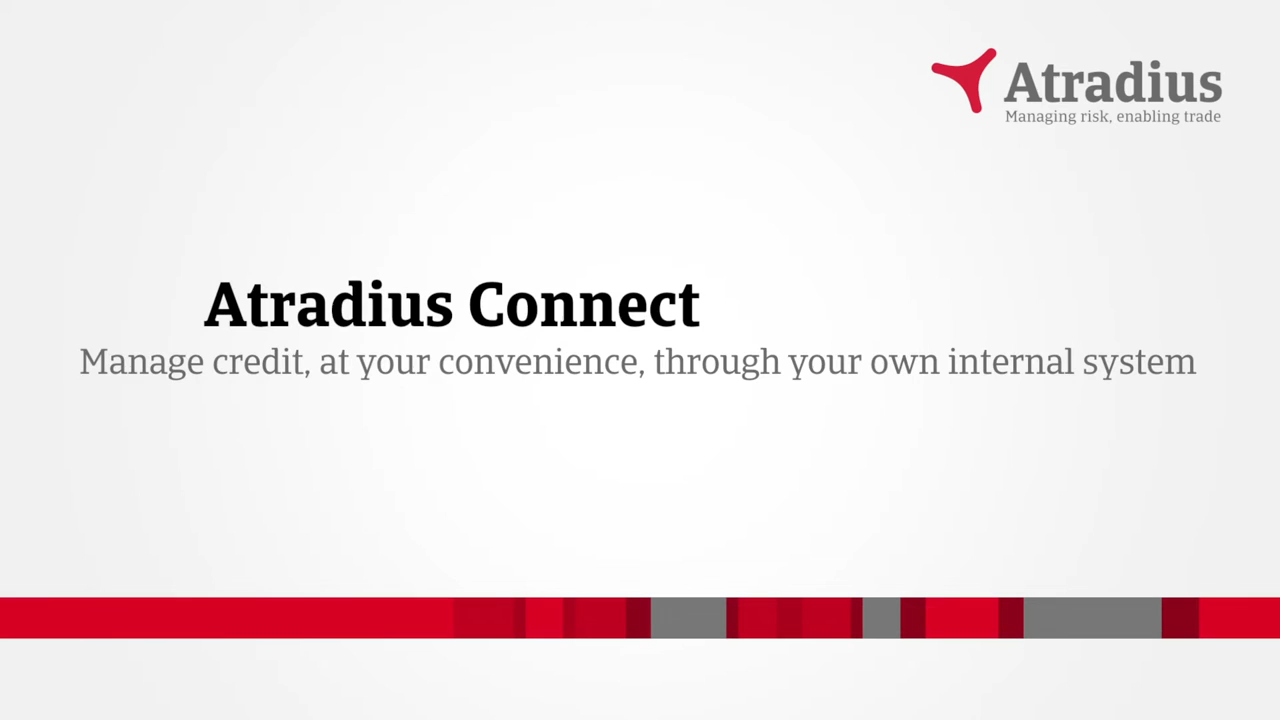 Atradius
Managing risk, enabling trade
Atradius Connect
Manage credit, at your convenience, through your own internal system